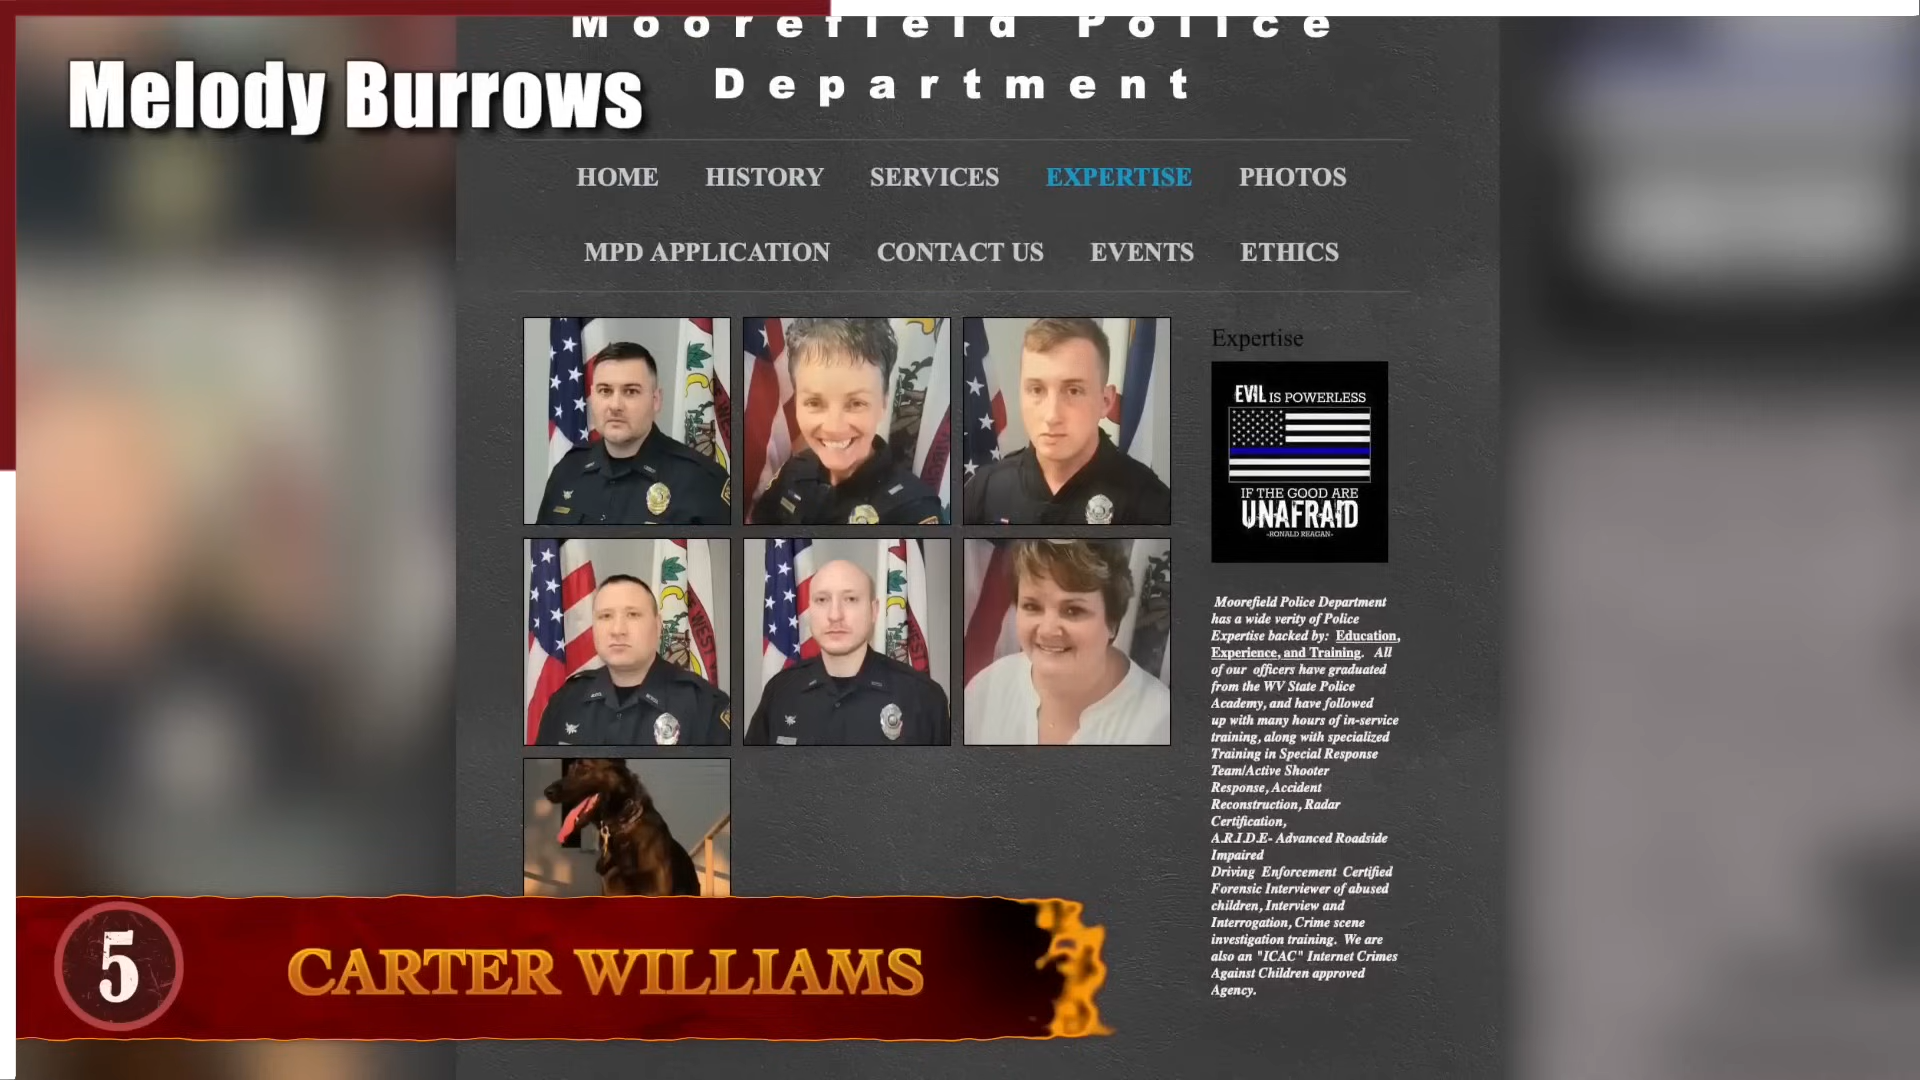 Moorefield Police
Department
Melody Burrows
HOME HISTORY SERVICES EXPERTISE PHOTOS
MPD APPLICATION CONTACT US EVENTS ETHICS
Expertise
EVIL IS POWERLESS
IF THE GOOD ARE
UNAFRAID
-RONALD REAGAN-
Moorefield Police Department
has a wide verity of Police
Expertise backed by: Education,
Experience, and Training. All
of our officers have graduated
from the WV State Police
Academy, and have followed
up with many hours of in-service
training, along with specialized
Training in Special Response
Team/Active Shooter
Response, Accident
Reconstruction, Radar
Certification,
A.R.I.D.E- Advanced Roadside
Impaired
Driving Enforcement Certified
Forensic Interviewer of abused
children, Interview and
Interrogation, Crime scene
investigation training. We are
also an "ICAC" Internet Crimes
Against Children approved
Agency.
5
CARTER WILLIAMS